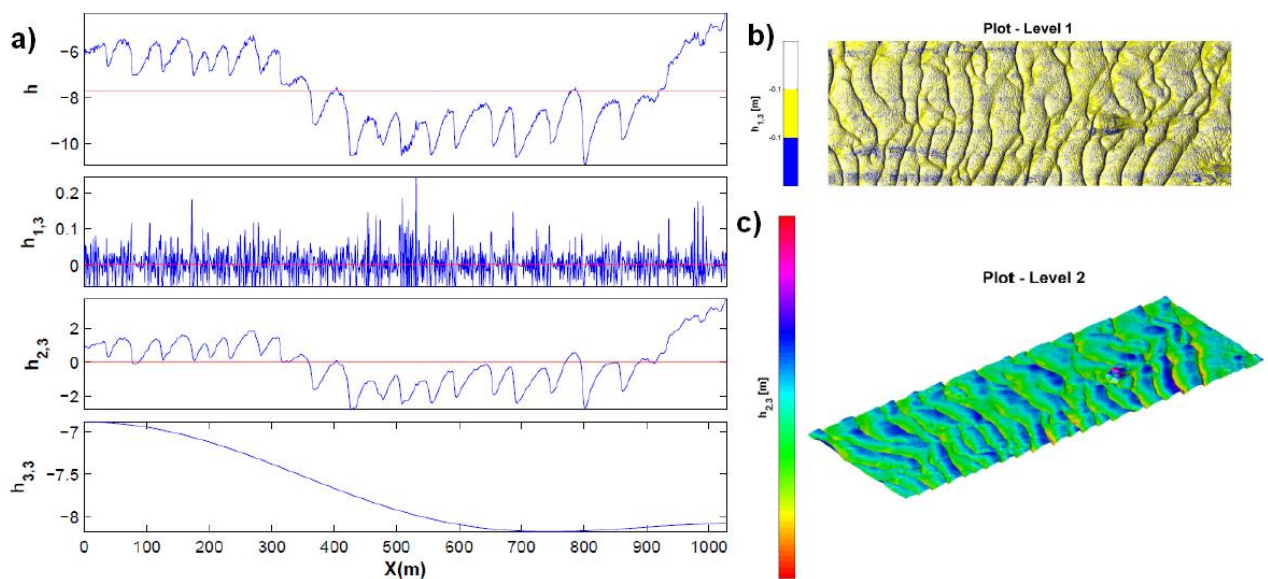 a)
h
−6
−8
−10
h1,3
0.2
0.1
0
h2,3
2
0
−2
h3,3
−7
−7.5
−8
0 100 200 300 400 500 600 700 800 900 1000
X(m)
b)
Plot - Level 1
-0.1
-0.1
h1,3 [m]
c)
Plot - Level 2
h2,3 [m]